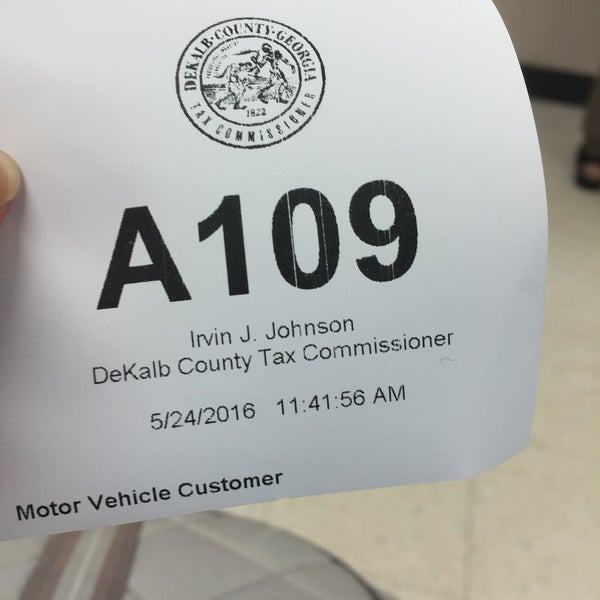 DEKALB·COUNTY·GEORGIA
TAX COMMISSIONER
1822
A109
Irvin J. Johnson
DeKalb County Tax Commissioner
5/24/2016 11:41:56 AM
Motor Vehicle Customer